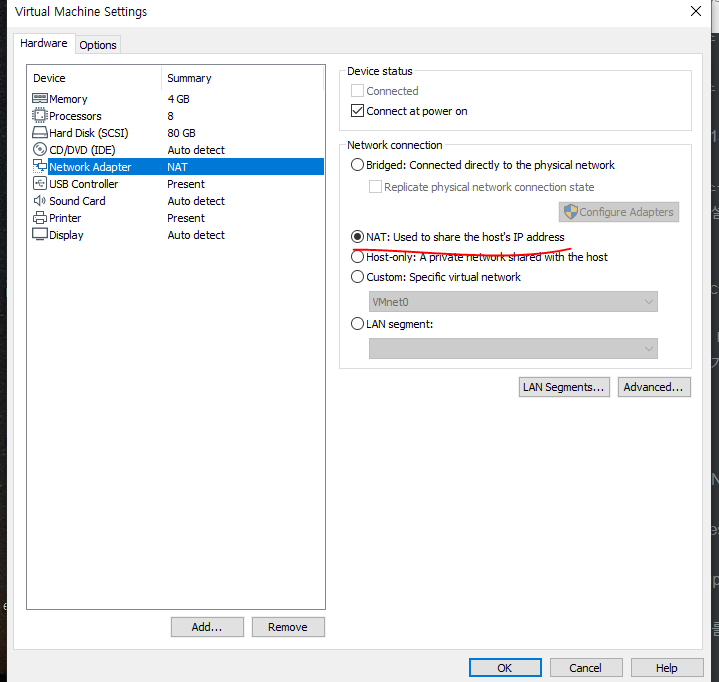 Virtual Machine Settings
Hardware Options
Device Summary
Memory 4 GB
Processors 8
Hard Disk (SCSI) 80 GB
CD/DVD (IDE) Auto detect
Network Adapter NAT
USB Controller Present
Sound Card Auto detect
Printer Present
Display Auto detect
Add...
Remove
Device status
Connected
Connect at power on
Network connection
Bridged: Connected directly to the physical network
Replicate physical network connection state
Configure Adapters
NAT: Used to share the host's IP address
Host-only: A private network shared with the host
Custom: Specific virtual network
VMnet0
LAN segment:
LAN Segments... Advanced...
OK Cancel Help